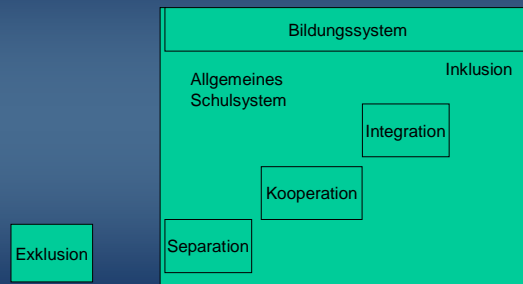 Bildungssystem
Inklusion
Allgemeines
Schulsystem
Integration
Kooperation
Separation
Exklusion